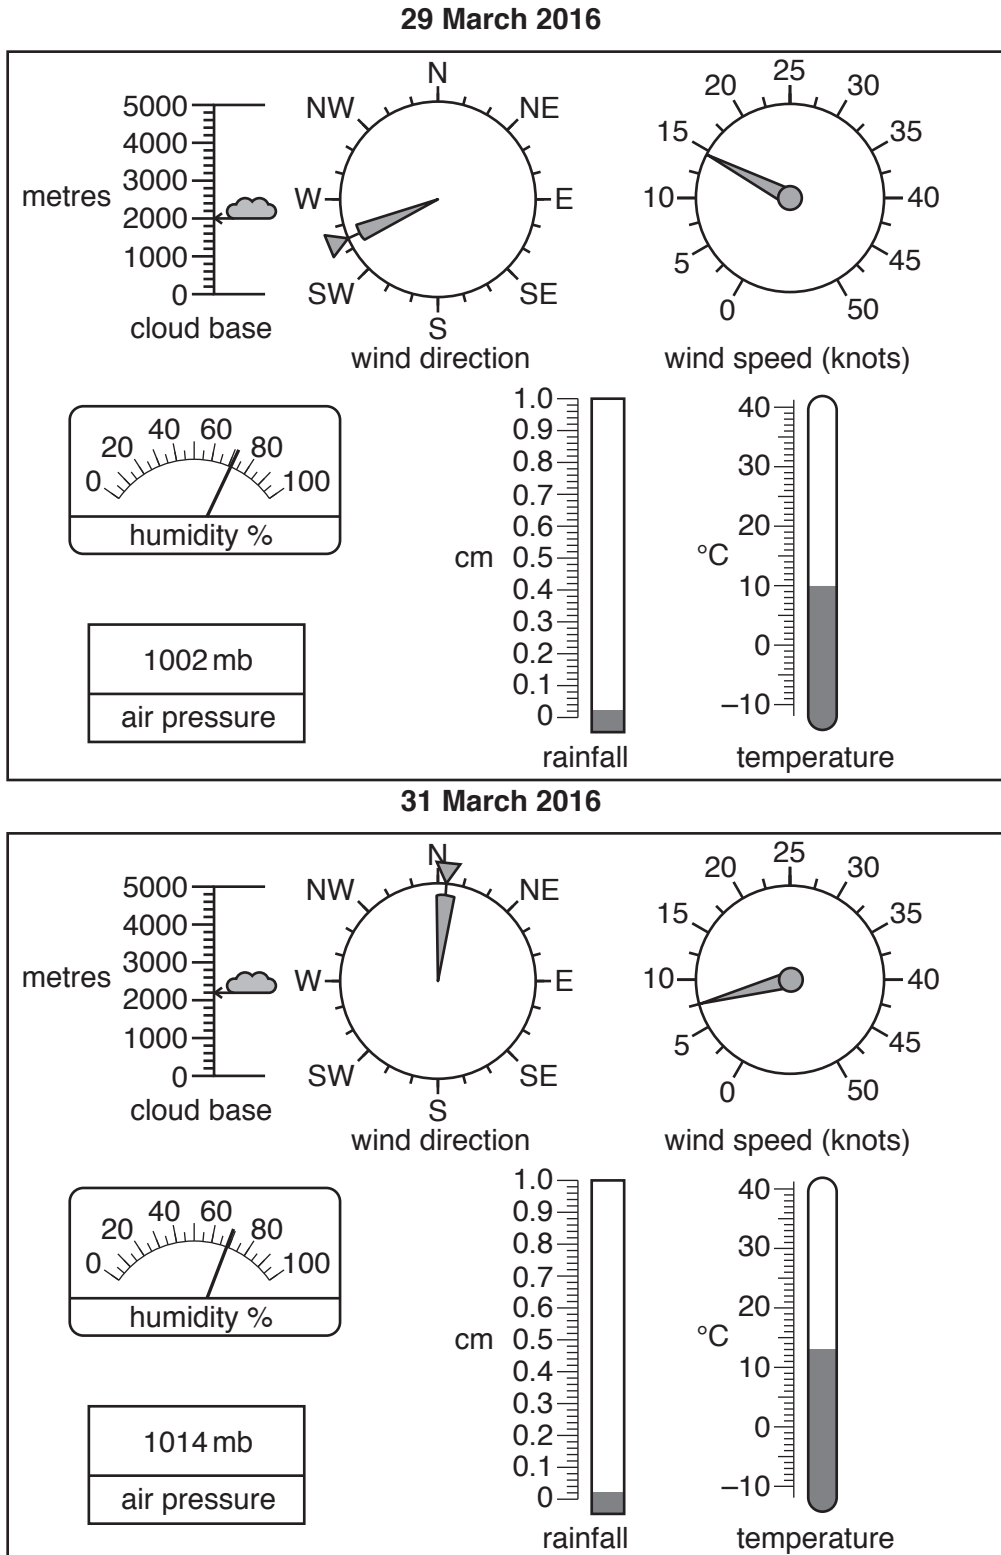 29 March 2016
metres
5000
4000
3000
2000
1000
0
cloud base
N
NW
NE
W
E
SW
SE
S
wind direction
25
20
30
15
35
10
40
5
45
0
50
wind speed (knots)
0
20
40
60
80
100
humidity %
1002 mb
air pressure
cm
1.0
0.9
0.8
0.7
0.6
0.5
0.4
0.3
0.2
0.1
0
rainfall
°C
40
30
20
10
0
–10
temperature
31 March 2016
metres
5000
4000
3000
2000
1000
0
cloud base
N
NW
NE
W
E
SW
SE
S
wind direction
25
20
30
15
35
10
40
5
45
0
50
wind speed (knots)
0
20
40
60
80
100
humidity %
1014 mb
air pressure
cm
1.0
0.9
0.8
0.7
0.6
0.5
0.4
0.3
0.2
0.1
0
rainfall
°C
40
30
20
10
0
–10
temperature